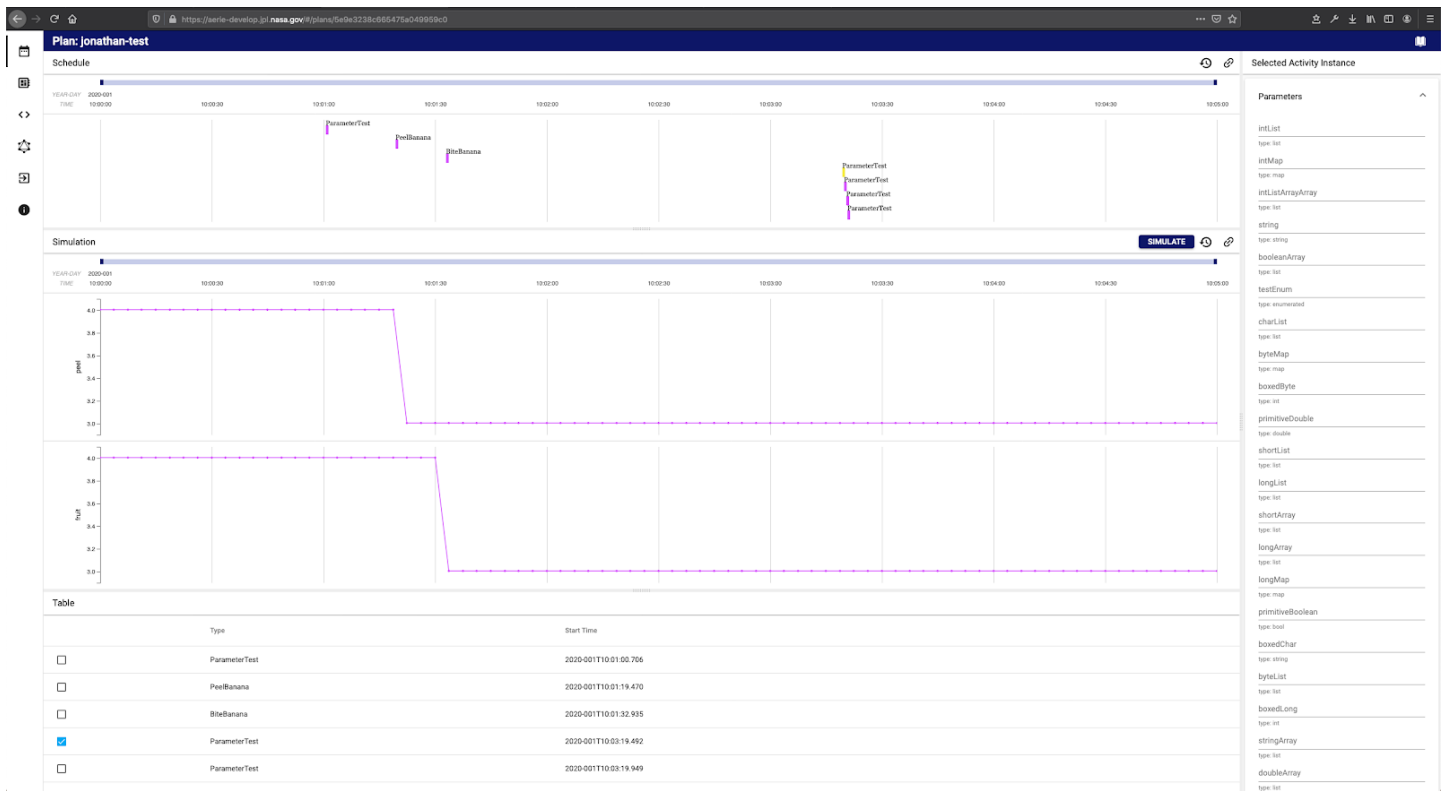 https://aerie-develop.jpl.nasa.gov/#/plans/5e9e3238c665475a049959c0
Plan: jonathan-test
Schedule
YEAR-DAY 2020-001
TIME 10:00:00 10:00:30 10:01:00 10:01:30 10:02:00 10:02:30 10:03:00 10:03:30 10:04:00 10:04:30 10:05:00
ParameterTest
PeelBanana
BiteBanana
ParameterTest
ParameterTest
ParameterTest
ParameterTest
Simulation
SIMULATE
YEAR-DAY 2020-001
TIME 10:00:00 10:00:30 10:01:00 10:01:30 10:02:00 10:02:30 10:03:00 10:03:30 10:04:00 10:04:30 10:05:00
peel
4.0
3.8
3.6
3.4
3.2
3.0
fruit
4.0
3.8
3.6
3.4
3.2
3.0
Table
Type Start Time
ParameterTest 2020-001T10:01:00.706
PeelBanana 2020-001T10:01:19.470
BiteBanana 2020-001T10:01:32.935
ParameterTest 2020-001T10:03:19.492
ParameterTest 2020-001T10:03:19.949
Selected Activity Instance
Parameters
intList
type: list
intMap
type: map
intListArrayArray
type: list
string
type: string
booleanArray
type: list
testEnum
type: enumerated
charList
type: list
byteMap
type: map
boxedByte
type: int
primitiveDouble
type: double
shortList
type: list
longList
type: list
shortArray
type: list
longArray
type: list
longMap
type: map
primitiveBoolean
type: bool
boxedChar
type: string
byteList
type: list
boxedLong
type: int
stringArray
type: list
doubleArray
type: list